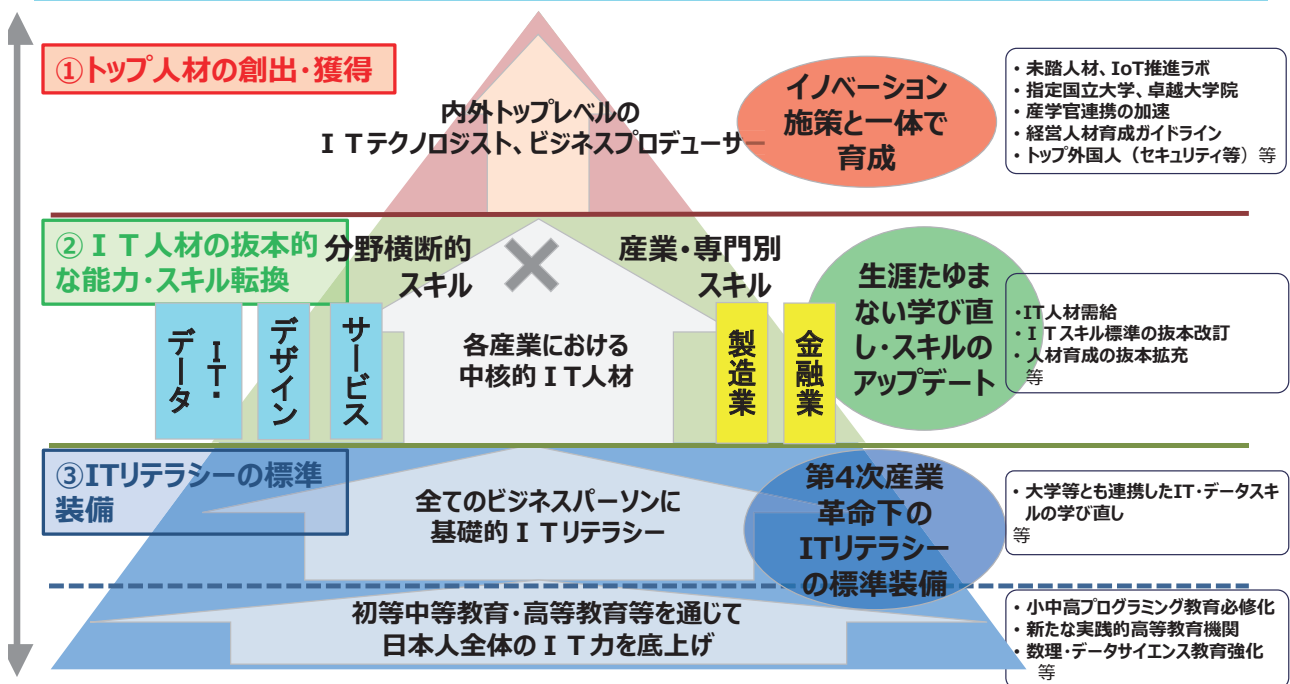 ①トップ人材の創出・獲得
内外トップレベルの
ＩＴテクノロジスト、ビジネスプロデューサー
イノベーション
施策と一体で
育成
・未踏人材、IoT推進ラボ
・指定国立大学、卓越大学院
・産学官連携の加速
・経営人材育成ガイドライン
・トップ外国人（セキュリティ等）等
②ＩＴ人材の抜本的
な能力・スキル転換
分野横断的
スキル
産業・専門別
スキル
IT・
データ
デザイン
サービス
各産業における
中核的ＩＴ人材
製造業
金融業
生涯たゆま
ない学び直
し・スキルの
アップデート
・IT人材需給
・ＩＴスキル標準の抜本改訂
・人材育成の抜本拡充
等
③ITリテラシーの標準
装備
全てのビジネスパーソンに
基礎的ＩＴリテラシー
第4次産業
革命下の
ITリテラシー
の標準装備
・大学等とも連携したIT・データスキ
ルの学び直し
等
初等中等教育・高等教育等を通じて
日本人全体のＩＴ力を底上げ
・小中高プログラミング教育必修化
・新たな実践的高等教育機関
・数理・データサイエンス教育強化
等